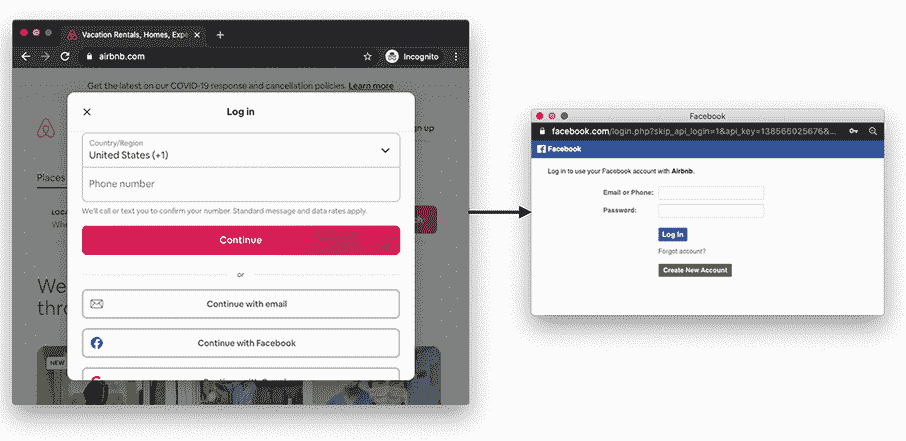 Vacation Rentals, Homes, Expe
airbnb.com
Incognito
Get the latest on our COVID-19 response and cancellation policies. Learn more
Log in
gn up
Country/Region
United States (+1)
Phone number
We'll call or text you to confirm your number. Standard message and data rates apply.
Continue
or
Continue with email
Continue with Facebook
Places
LOCA
Whe
We
thro
NEW
Facebook
facebook.com/login.php?skip_api_login=1&api_key=138566025676&...
Facebook
Log in to use your Facebook account with Airbnb.
Email or Phone:
Password:
Log In
Forgot account?
Create New Account